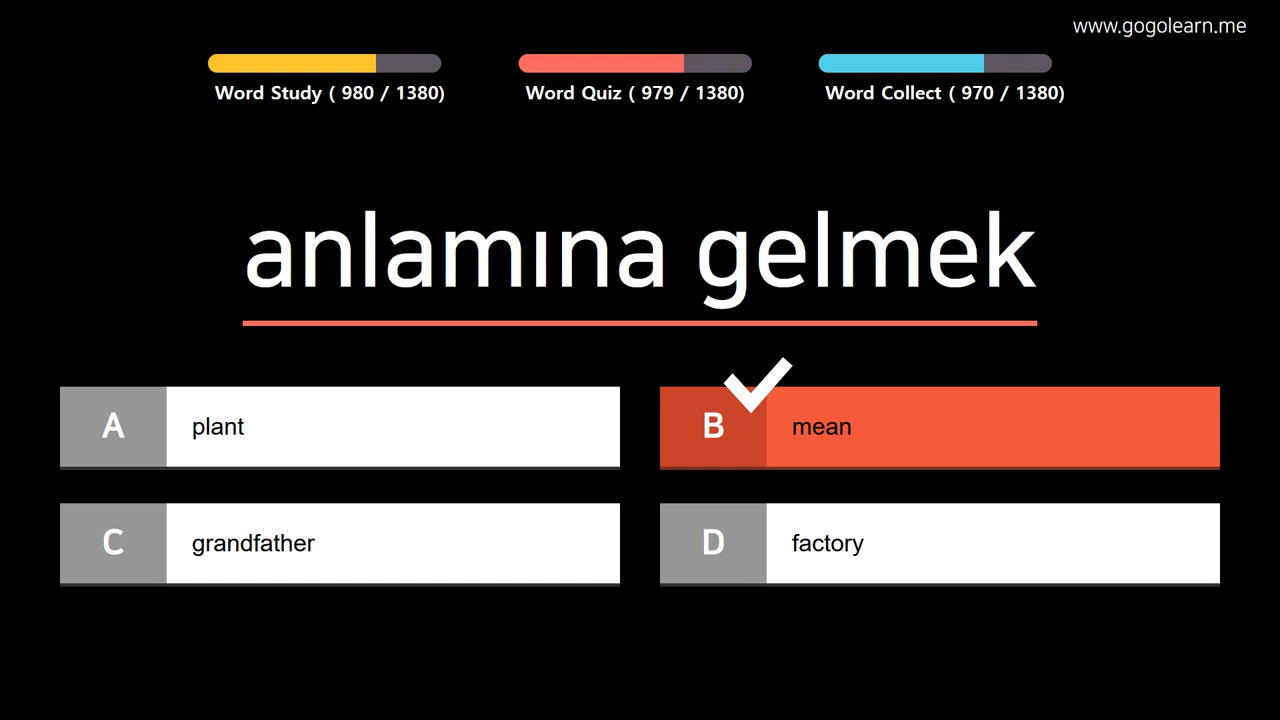 www.gogolearn.me
Word Study ( 980 / 1380)
Word Quiz ( 979 / 1380)
Word Collect ( 970 / 1380)
anlamına gelmek
A plant
B mean
C grandfather
D factory